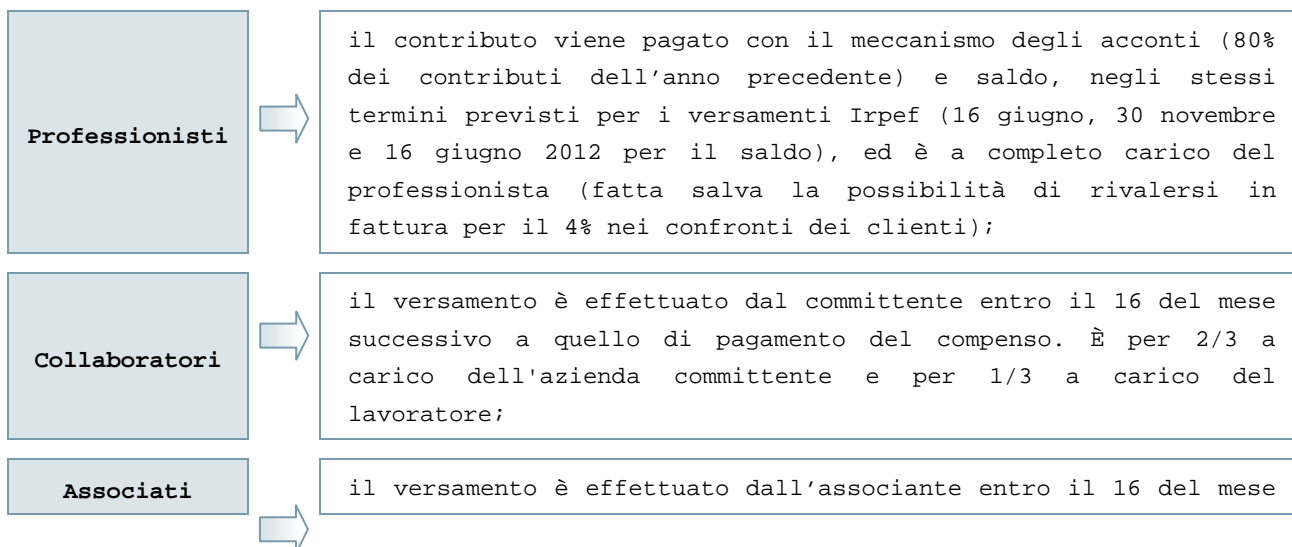 Professionisti
il contributo viene pagato con il meccanismo degli acconti (80%
dei contributi dell’anno precedente) e saldo, negli stessi
termini previsti per i versamenti Irpef (16 giugno, 30 novembre
e 16 giugno 2012 per il saldo), ed è a completo carico del
professionista (fatta salva la possibilità di rivalersi in
fattura per il 4% nei confronti dei clienti);
Collaboratori
il versamento è effettuato dal committente entro il 16 del mese
successivo a quello di pagamento del compenso. È per 2/3 a
carico dell'azienda committente e per 1/3 a carico del
lavoratore;
Associati
il versamento è effettuato dall’associante entro il 16 del mese